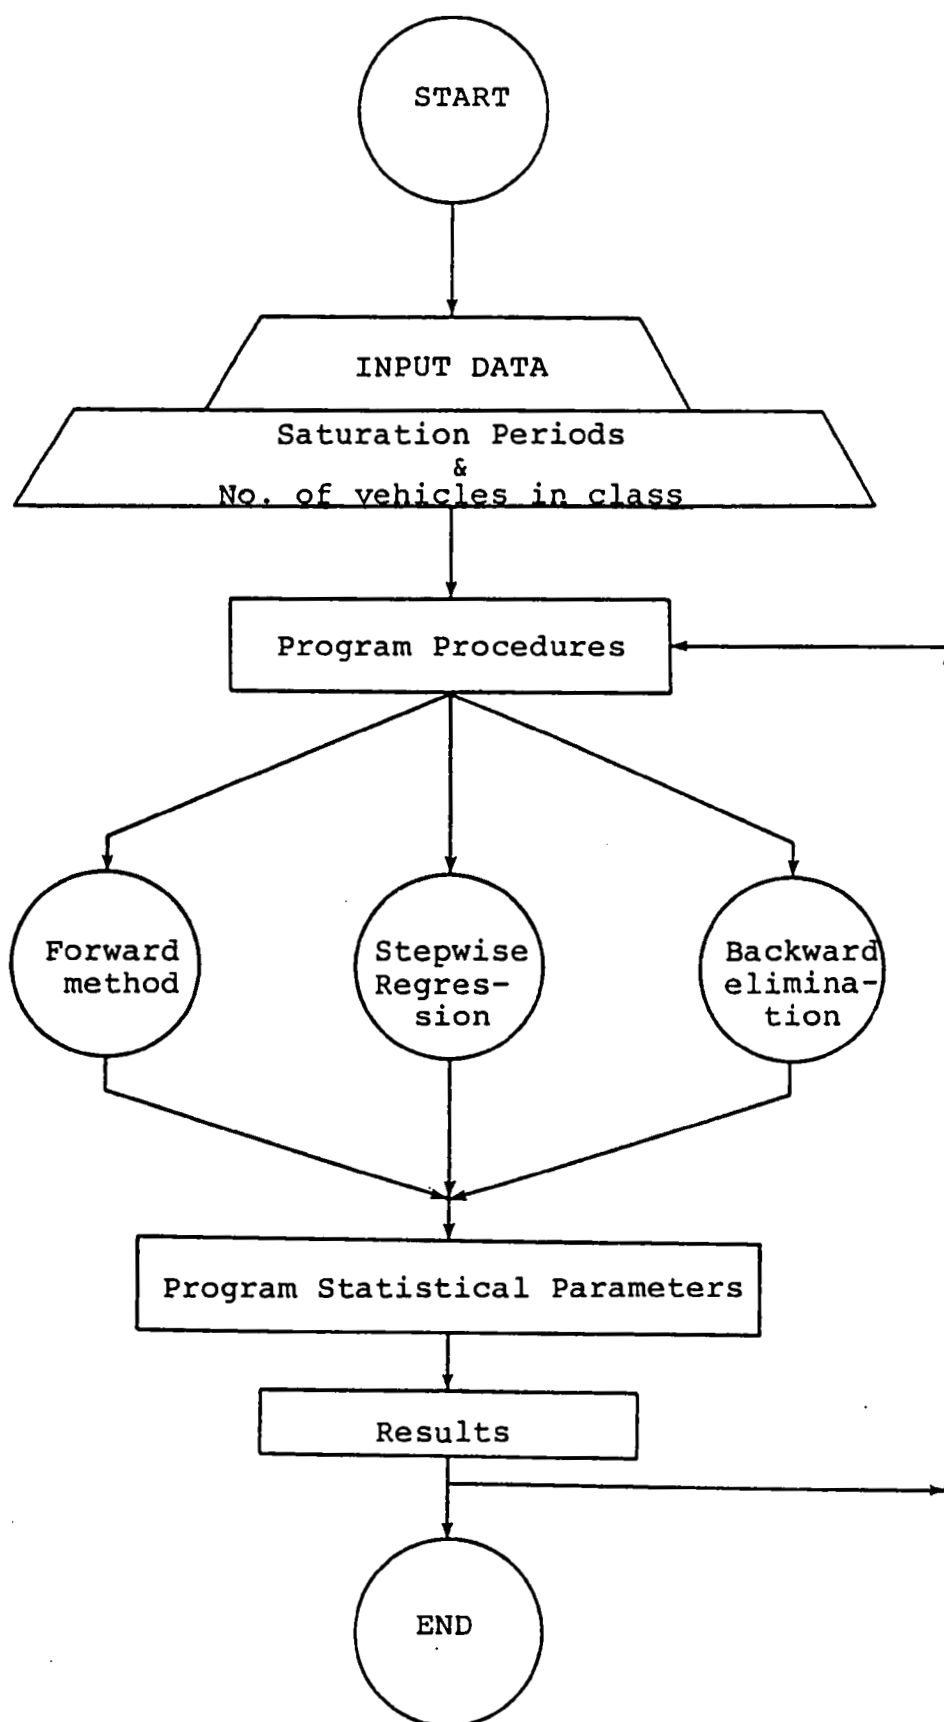 START
INPUT DATA
Saturation Periods
&
No. of vehicles in class
Program Procedures
Forward
method
Stepwise
Regres-
sion
Backward
elimina-
tion
Program Statistical Parameters
Results
END